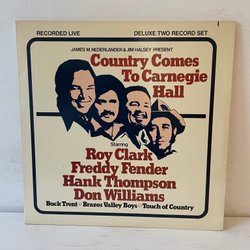 RECORDED LIVE
DELUXE TWO RECORD SET
JAMES M. NEDERLANDER & JIM HALSEY PRESENT
Country Comes
To Carnegie
Hall
Starring
Roy Clark
Freddy Fender
Hank Thompson
Don Williams
Buck Trent Brazos Valley Boys Touch of Country